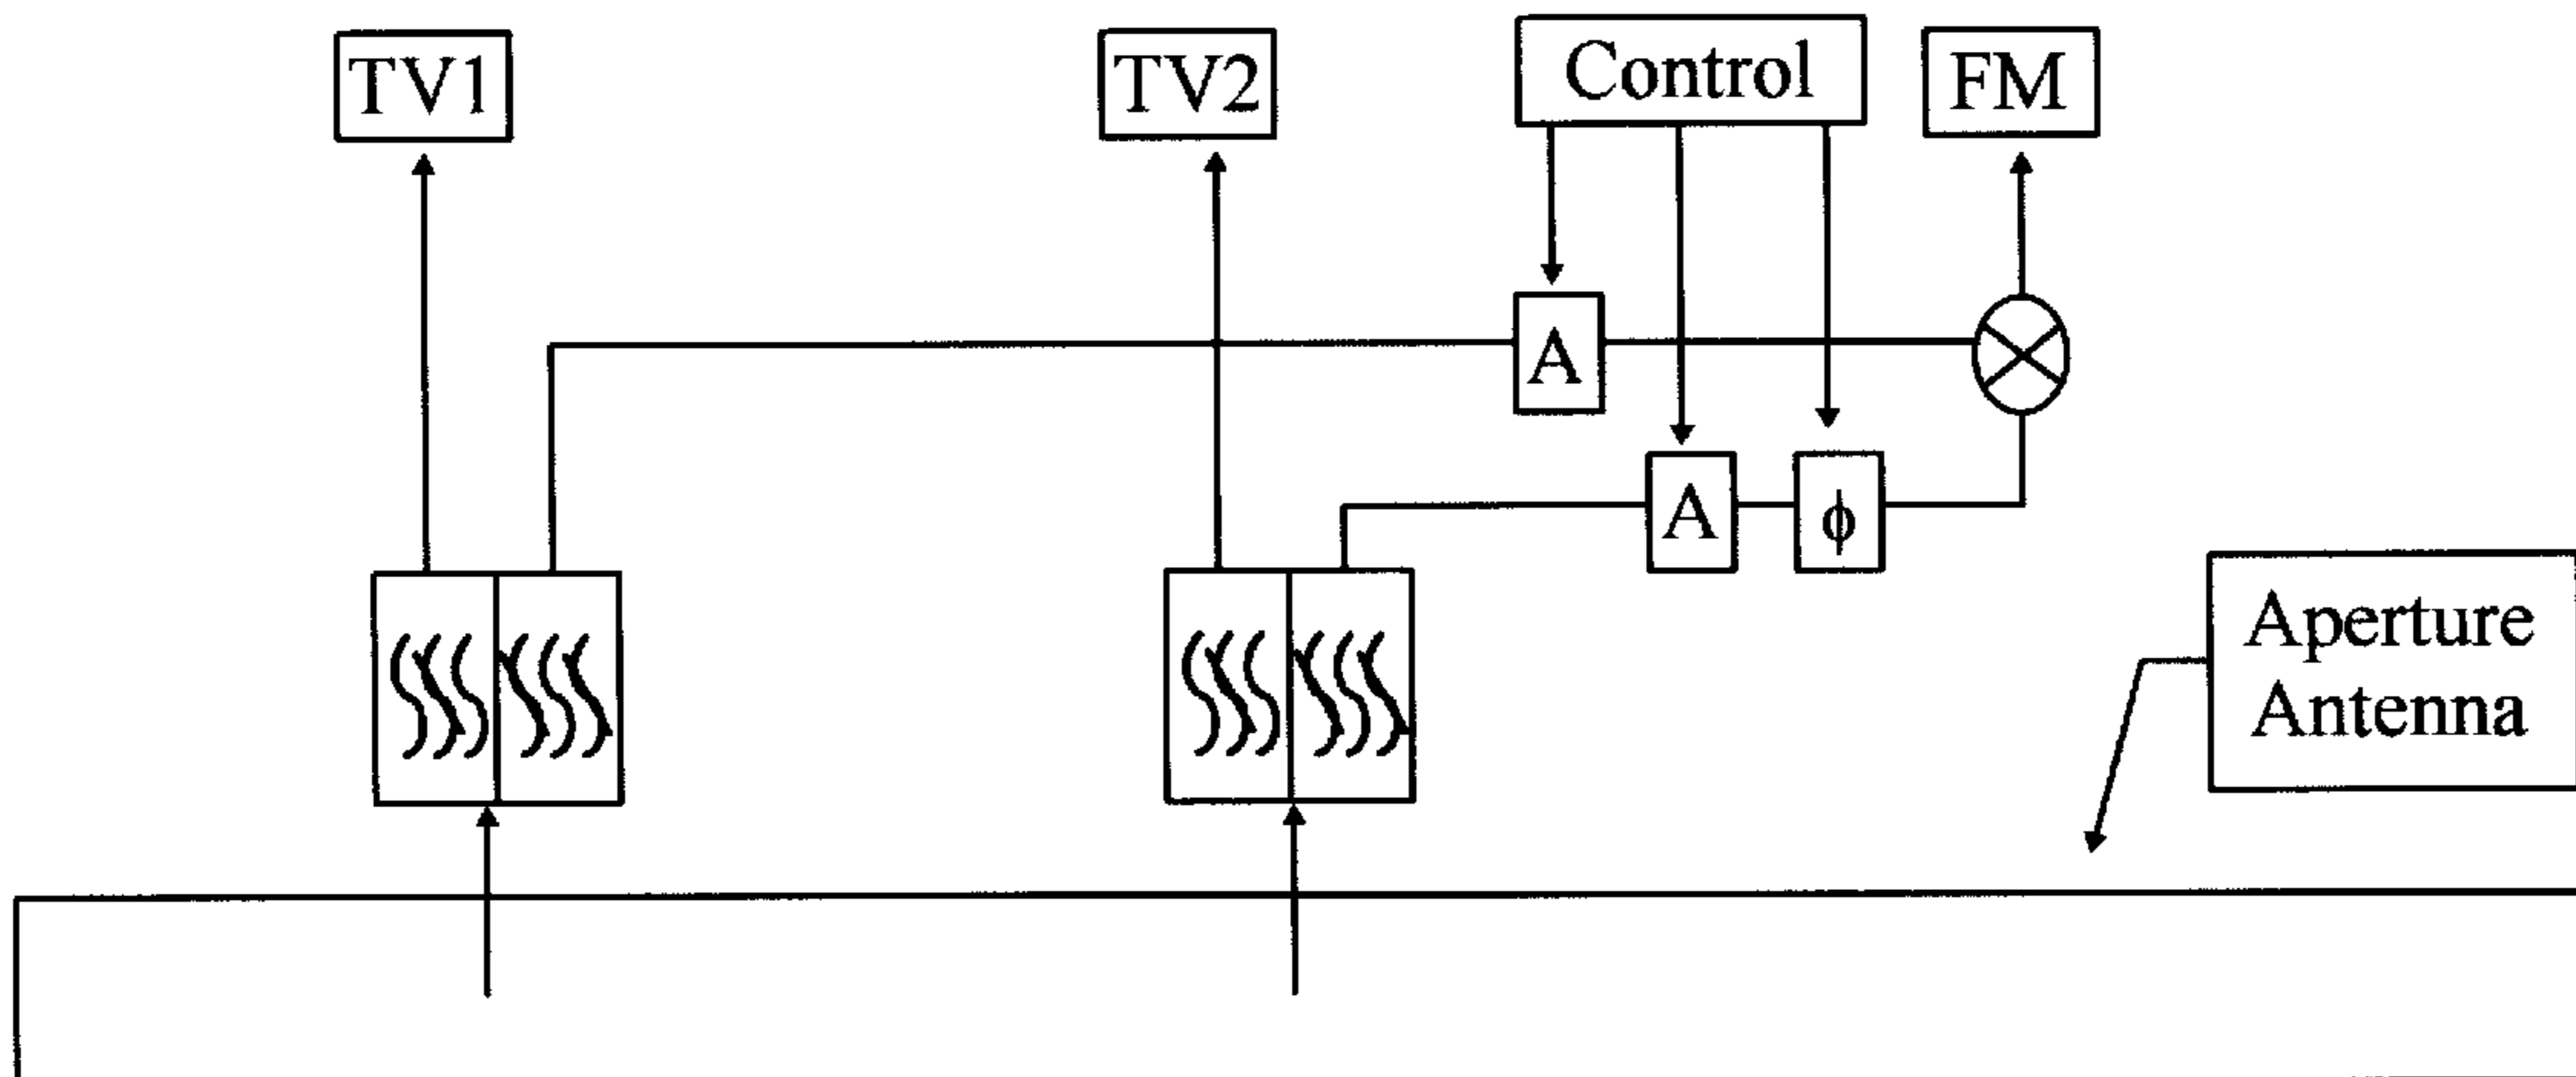 TV1
TV2
Control
FM
A
A
ϕ
Aperture
Antenna